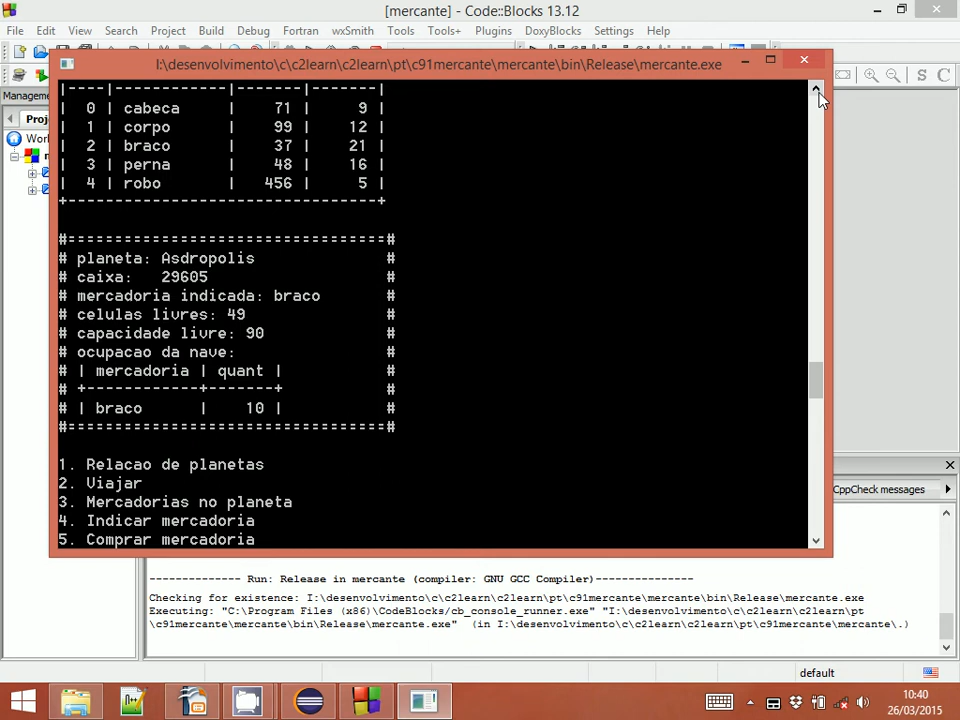 [mercante] - Code::Blocks 13.12
File Edit View Search Project Build Debug Fortran wxSmith Tools Tools+ Plugins DoxyBlocks Settings Help
I:\desenvolvimento\c\c2learn\c2learn\pt\c91mercante\mercante\bin\Release\mercante.exe
S C
Manageme
Proj
Work
m
|----|------------|-------|-------|
| 0 | cabeca | 71 | 9 |
| 1 | corpo | 99 | 12 |
| 2 | braco | 37 | 21 |
| 3 | perna | 48 | 16 |
| 4 | robo | 456 | 5 |
+---------------------------------+
#==================================#
# planeta: Asdropolis #
# caixa: 29605 #
# mercadoria indicada: braco #
# celulas livres: 49 #
# capacidade livre: 90 #
# ocupacao da nave: #
# | mercadoria | quant | #
# +------------+-------+ #
# | braco | 10 | #
#==================================#
1. Relacao de planetas
2. Viajar
3. Mercadorias no planeta
4. Indicar mercadoria
5. Comprar mercadoria
CppCheck messages
-------------- Run: Release in mercante (compiler: GNU GCC Compiler)---------------
Checking for existence: I:\desenvolvimento\c\c2learn\c2learn\pt\c91mercante\mercante\bin\Release\mercante.exe
Executing: "C:\Program Files (x86)\CodeBlocks/cb_console_runner.exe" "I:\desenvolvimento\c\c2learn\c2learn\pt
\c91mercante\mercante\bin\Release\mercante.exe" (in I:\desenvolvimento\c\c2learn\c2learn\pt\c91mercante\mercante\.)
default
10:40
26/03/2015